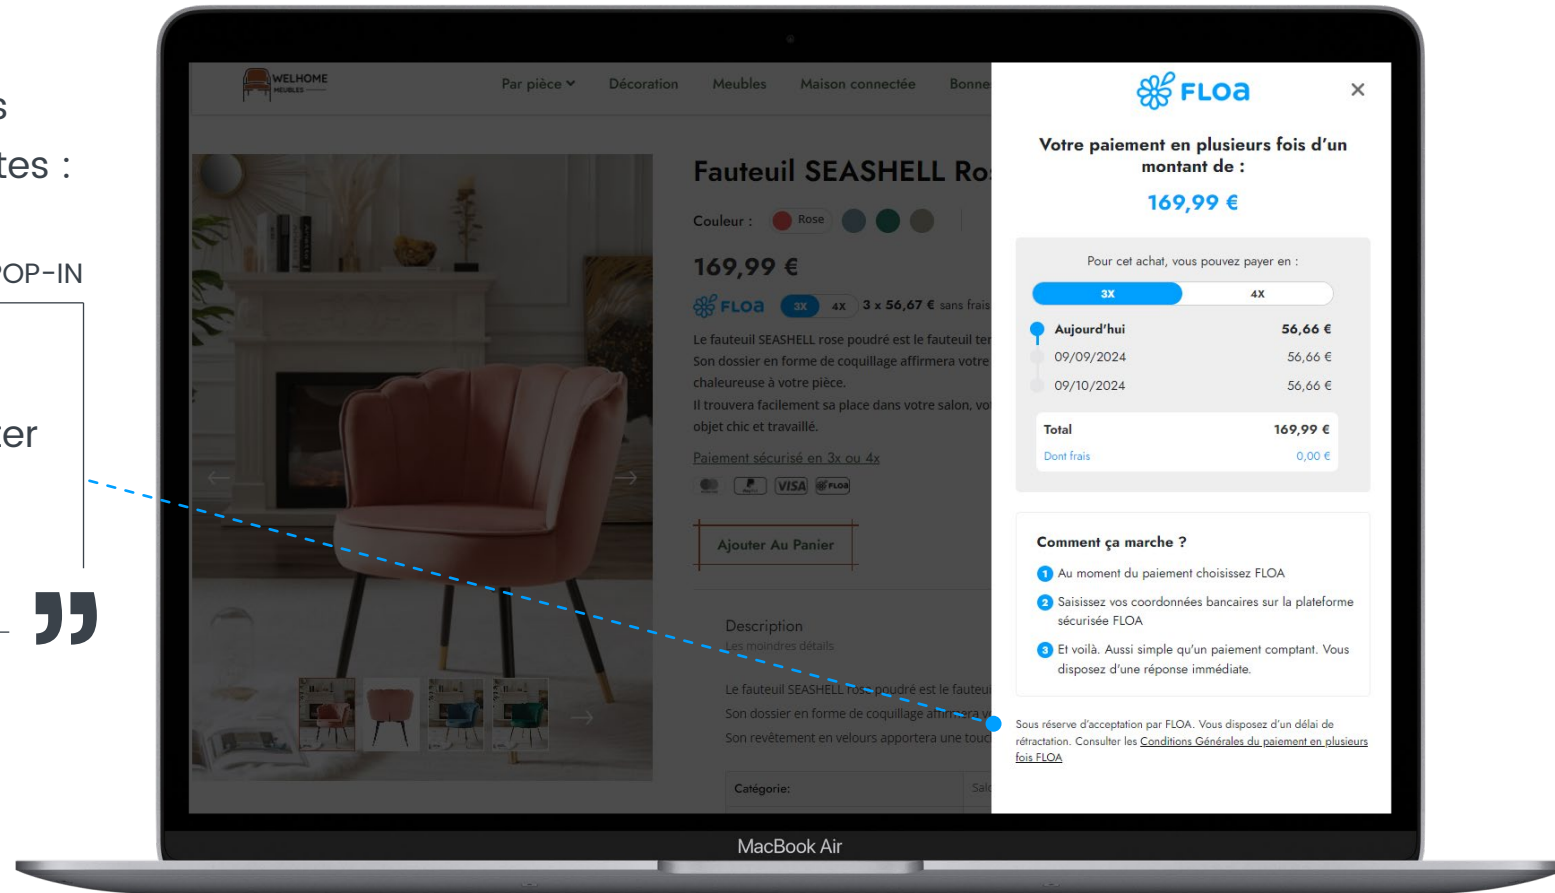 s
tes :
OP-IN
ter
”
WELHOME
MEUBLES
Par pièce
Décoration
Meubles
Maison connectée
Bonne
Fauteuil SEASHELL Ro
Couleur :
Rose
169,99 €
FLOA
3X
4X
3 x 56,67 € sans frais
Le fauteuil SEASHELL rose poudré est le fauteuil ter
Son dossier en forme de coquillage affirmera votre
chaleureuse à votre pièce.
Il trouvera facilement sa place dans votre salon, vo
objet chic et travaillé.
Paiement sécurisé en 3x ou 4x
VISA
FLOA
Ajouter Au Panier
Description
Les moindres détails
Le fauteuil SEASHELL rose poudré est le fauteui
Son dossier en forme de coquillage affirmera v
Son revêtement en velours apportera une touc
Catégorie:
Salo
FLOA
Votre paiement en plusieurs fois d’un
montant de :
169,99 €
Pour cet achat, vous pouvez payer en :
3X
4X
Aujourd'hui 56,66 €
09/09/2024 56,66 €
09/10/2024 56,66 €
Total 169,99 €
Dont frais 0,00 €
Comment ça marche ?
1 Au moment du paiement choisissez FLOA
2 Saisissez vos coordonnées bancaires sur la plateforme
sécurisée FLOA
3 Et voilà. Aussi simple qu'un paiement comptant. Vous
disposez d'une réponse immédiate.
Sous réserve d’acceptation par FLOA. Vous disposez d’un délai de
rétractation. Consulter les Conditions Générales du paiement en plusieurs
fois FLOA
MacBook Air